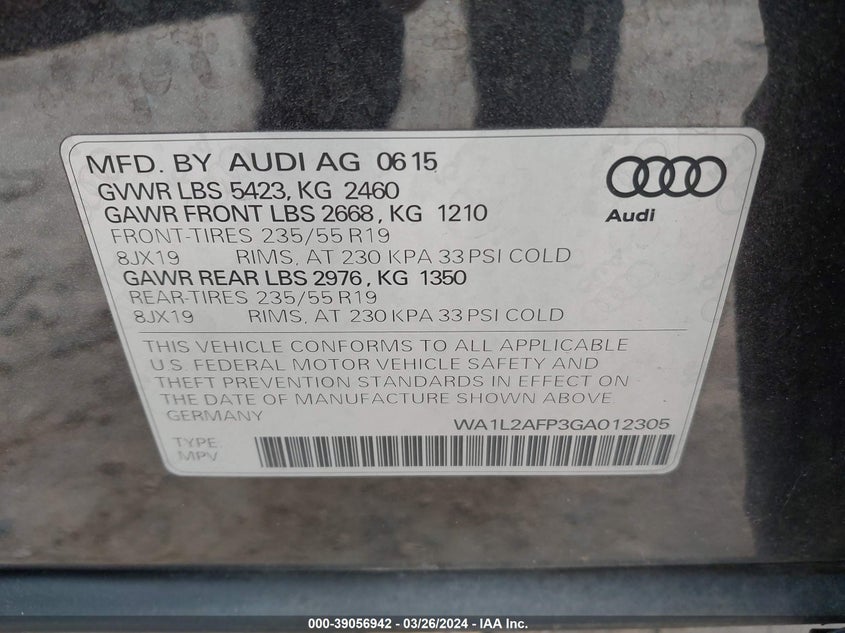 MFD. BY AUDI AG 0615
GVWR LBS 5423, KG 2460
GAWR FRONT LBS 2668, KG 1210
FRONT-TIRES 235/55 R19
8JX19 RIMS, AT 230 KPA 33 PSI COLD
GAWR REAR LBS 2976, KG 1350
REAR-TIRES 235/55 R19
8JX19 RIMS, AT 230 KPA 33 PSI COLD
Audi
THIS VEHICLE CONFORMS TO ALL APPLICABLE
U.S. FEDERAL MOTOR VEHICLE SAFETY AND
THEFT PREVENTION STANDARDS IN EFFECT ON
THE DATE OF MANUFACTURE SHOWN ABOVE.
GERMANY
WA1L2AFP3GA012305
TYPE:
MPV
000-39056942 - 03/26/2024 - IAA Inc.